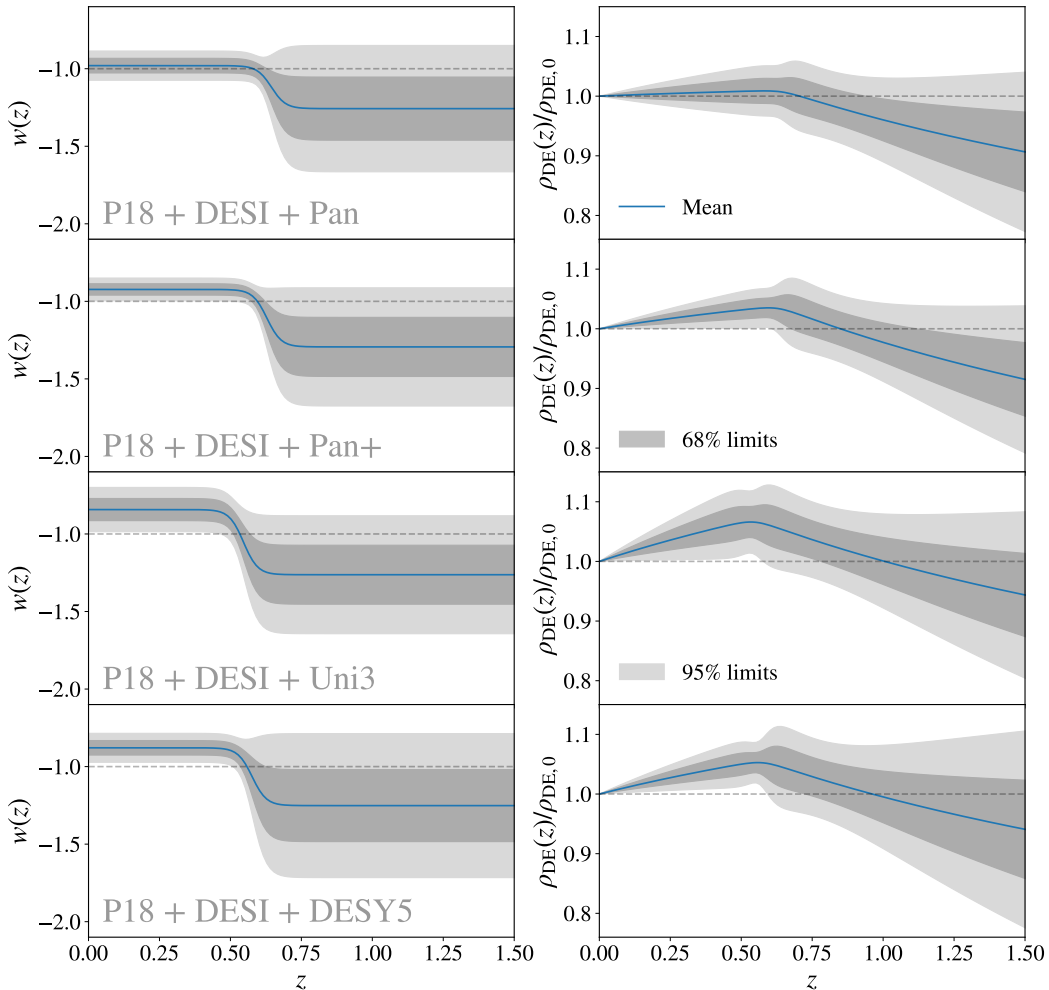 w(z)
−1.0
−1.5
−2.0
P18 + DESI + Pan
ρDE(z)/ρDE,0
1.1
1.0
0.9
0.8
Mean
w(z)
−1.0
−1.5
−2.0
P18 + DESI + Pan+
ρDE(z)/ρDE,0
1.1
1.0
0.9
0.8
68% limits
w(z)
−1.0
−1.5
−2.0
P18 + DESI + Uni3
ρDE(z)/ρDE,0
1.1
1.0
0.9
0.8
95% limits
w(z)
−1.0
−1.5
−2.0
P18 + DESI + DESY5
ρDE(z)/ρDE,0
1.1
1.0
0.9
0.8
0.00 0.25 0.50 0.75 1.00 1.25 1.50
z
0.00 0.25 0.50 0.75 1.00 1.25 1.50
z